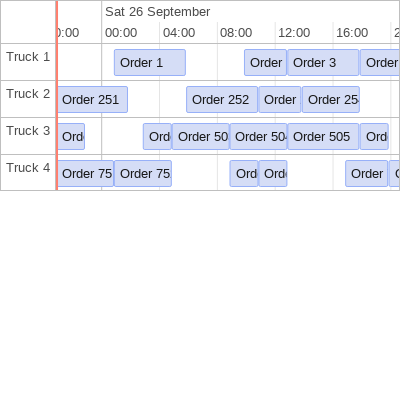 Sat 26 September
0:00 00:00 04:00 08:00 12:00 16:00 2
Truck 1 Order 1 Order Order 3 Order
Truck 2 Order 251 Order 252 Order Order 25
Truck 3 Ord Ord Order 50 Order 504 Order 505 Ord
Truck 4 Order 75 Order 75 Ord Ord Order